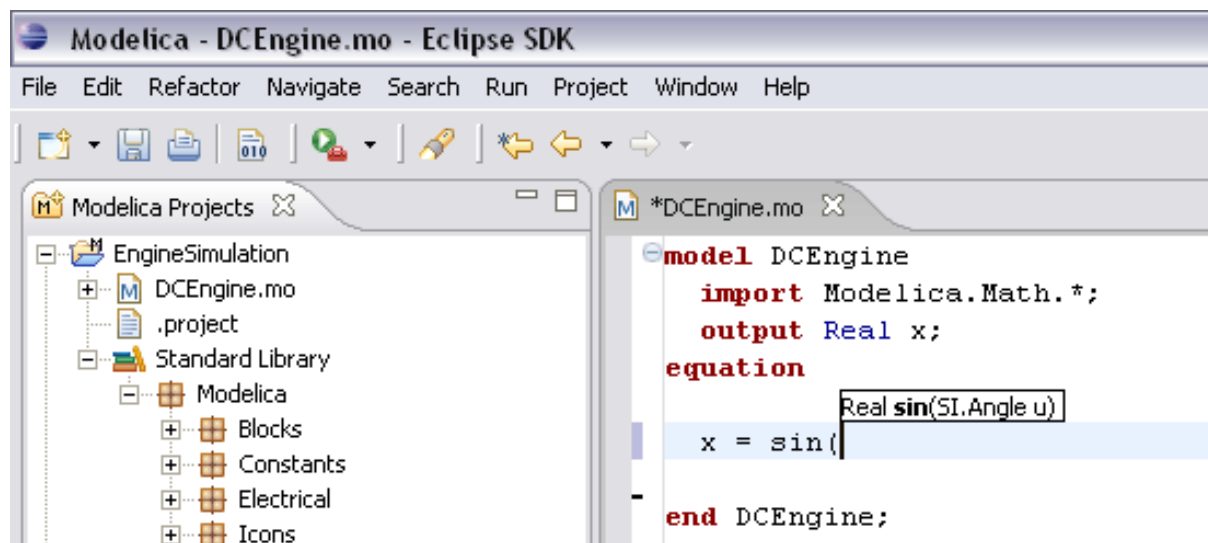 Modelica - DCEngine.mo - Eclipse SDK
File Edit Refactor Navigate Search Run Project Window Help
010
Modelica Projects
EngineSimulation
DCEngine.mo
.project
Standard Library
Modelica
Blocks
Constants
Electrical
Icons
*DCEngine.mo
model DCEngine
import Modelica.Math.*;
output Real x;
equation
Real sin(SI.Angle u)
x = sin(
end DCEngine;